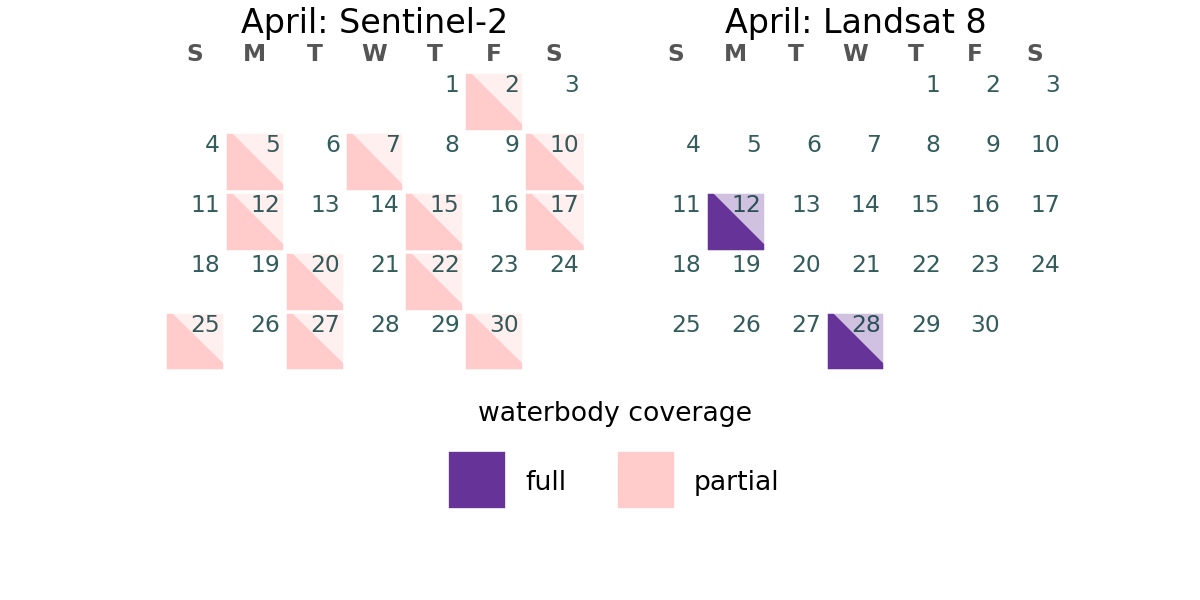 April: Sentinel-2
S M T W T F S
1 2 3
4 5 6 7 8 9 10
11 12 13 14 15 16 17
18 19 20 21 22 23 24
25 26 27 28 29 30
April: Landsat 8
S M T W T F S
1 2 3
4 5 6 7 8 9 10
11 12 13 14 15 16 17
18 19 20 21 22 23 24
25 26 27 28 29 30
waterbody coverage
full partial